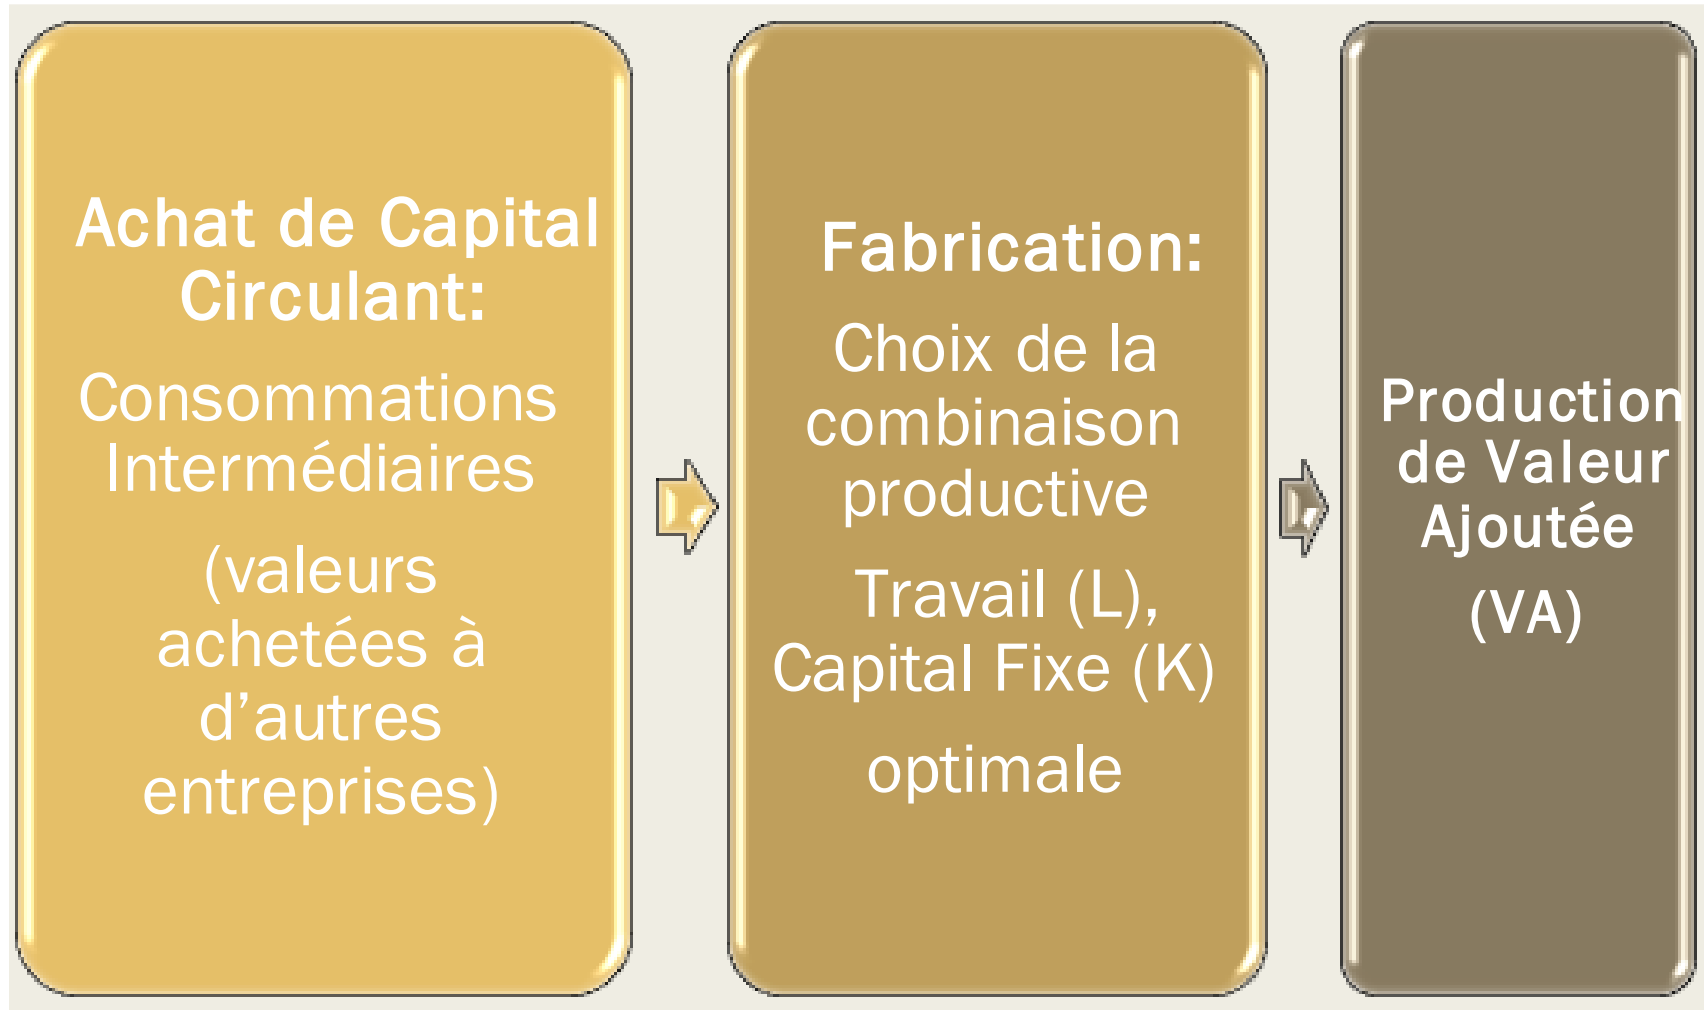 Achat de Capital
Circulant:
Consommations
Intermédiaires
(valeurs
achetées à
d’autres
entreprises)
Fabrication:
Choix de la
combinaison
productive
Travail (L),
Capital Fixe (K)
optimale
Production
de Valeur
Ajoutée
(VA)